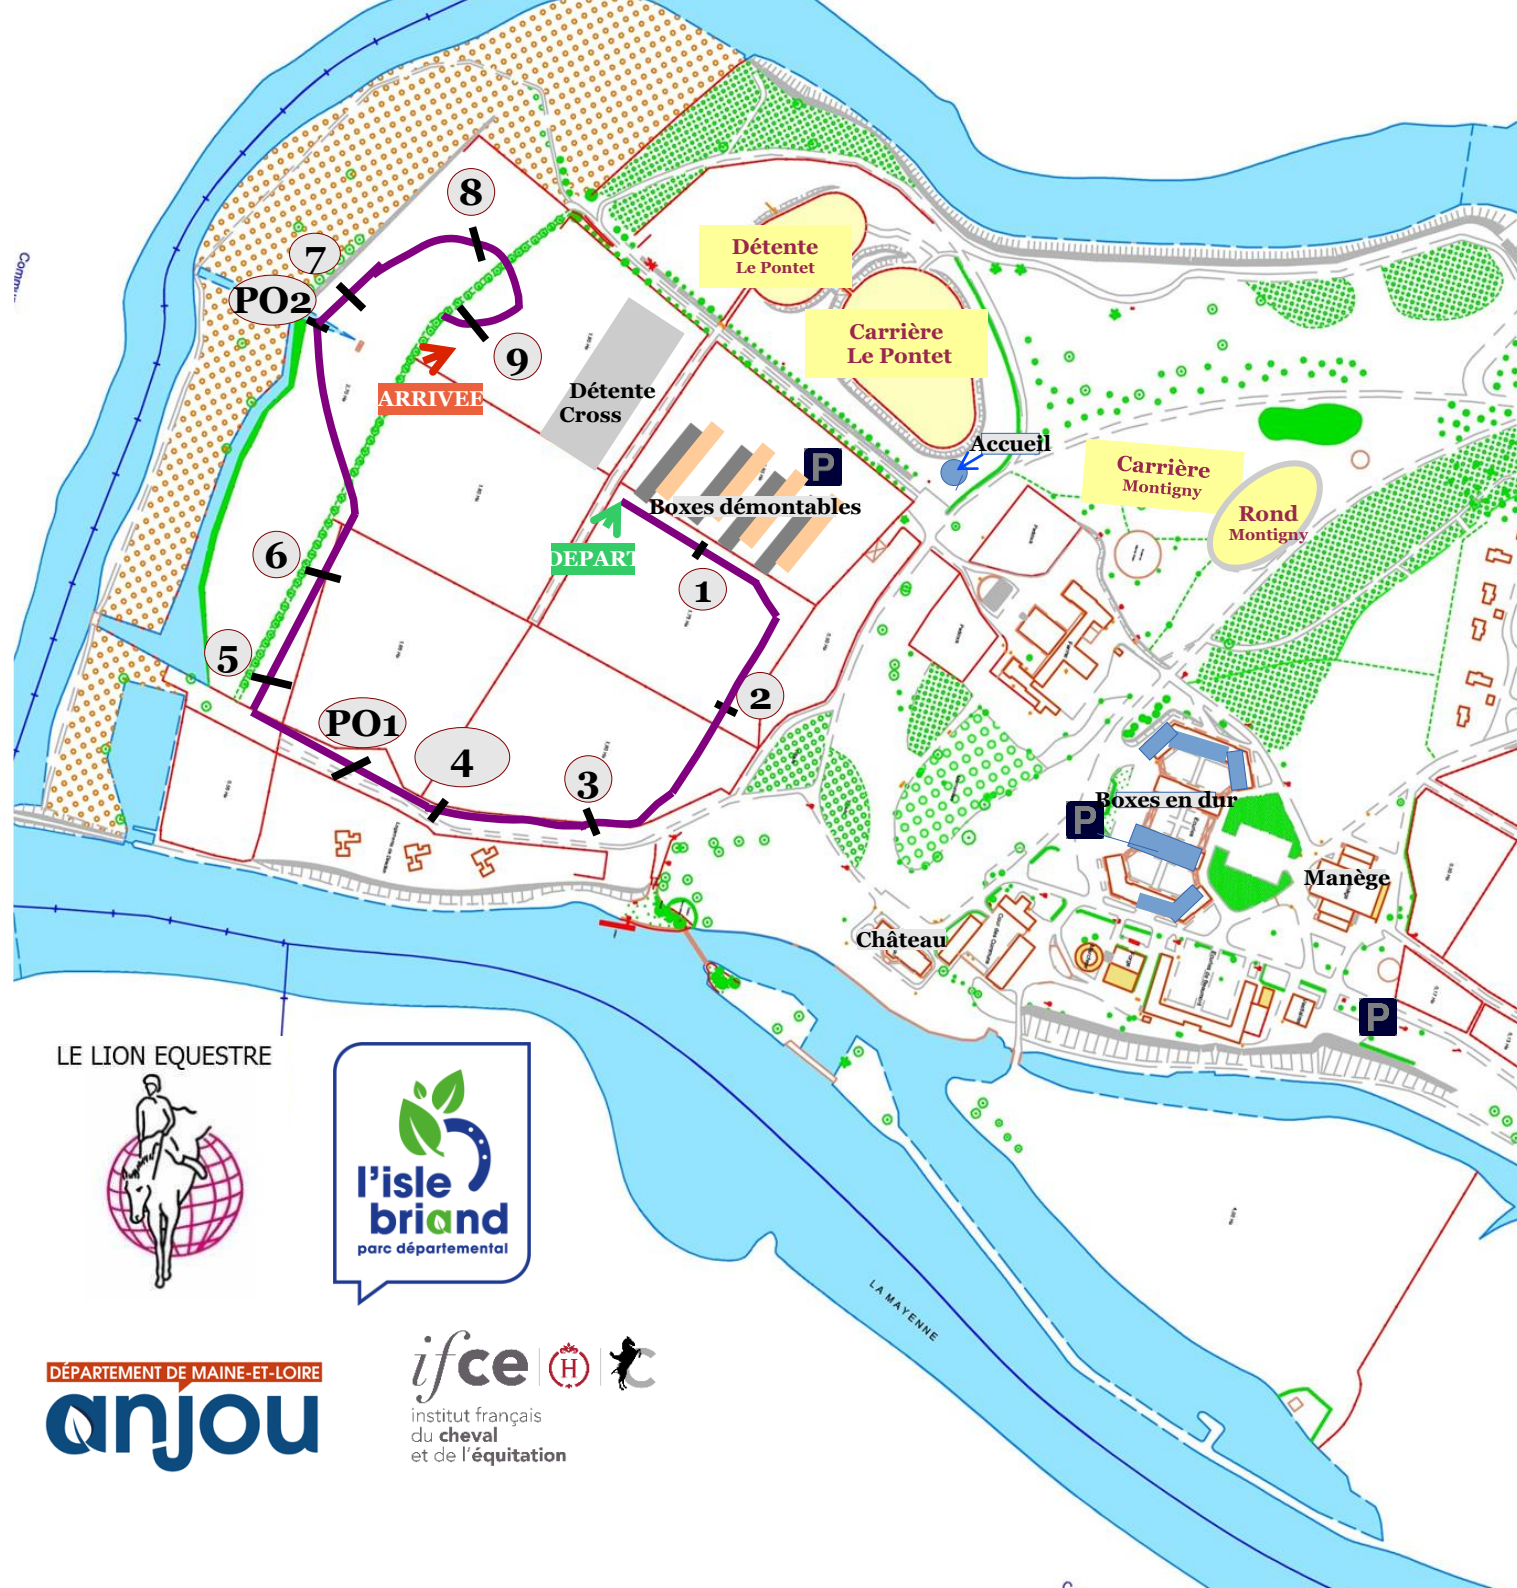 8
7
PO2
9
ARRIVEE
Détente
Le Pontet
Carrière
Le Pontet
Détente
Cross
P
Accueil
Boxes démontables
DEPART
1
Carrière
Montigny
Rond
Montigny
6
5
2
PO1
4
3
Boxes en dur
P
Manège
Château
P
LE LION EQUESTRE
l'isle
briand
parc départemental
LA MAYENNE
DÉPARTEMENT DE MAINE-ET-LOIRE
anjou
ifce
H
institut français
du cheval
et de l'équitation